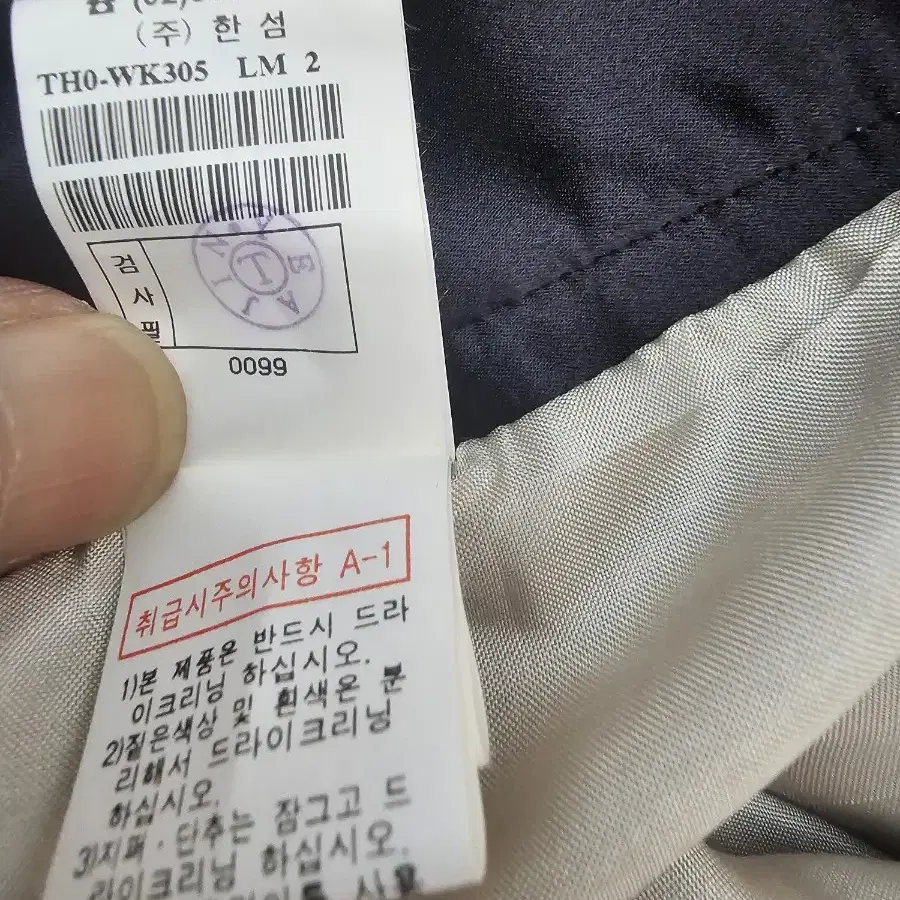 (주) 한 섬
TH0-WK305 LM 2
검
사
필
0099
취급시주의사항 A-1
1)본 제품은 반드시 드라
이크리닝 하십시오.
2)짙은색상 및 흰색은 분
리해서 드라이크리닝
하십시오.
3)지퍼·단추는 잠그고 드
라이크리닝 하십시오.